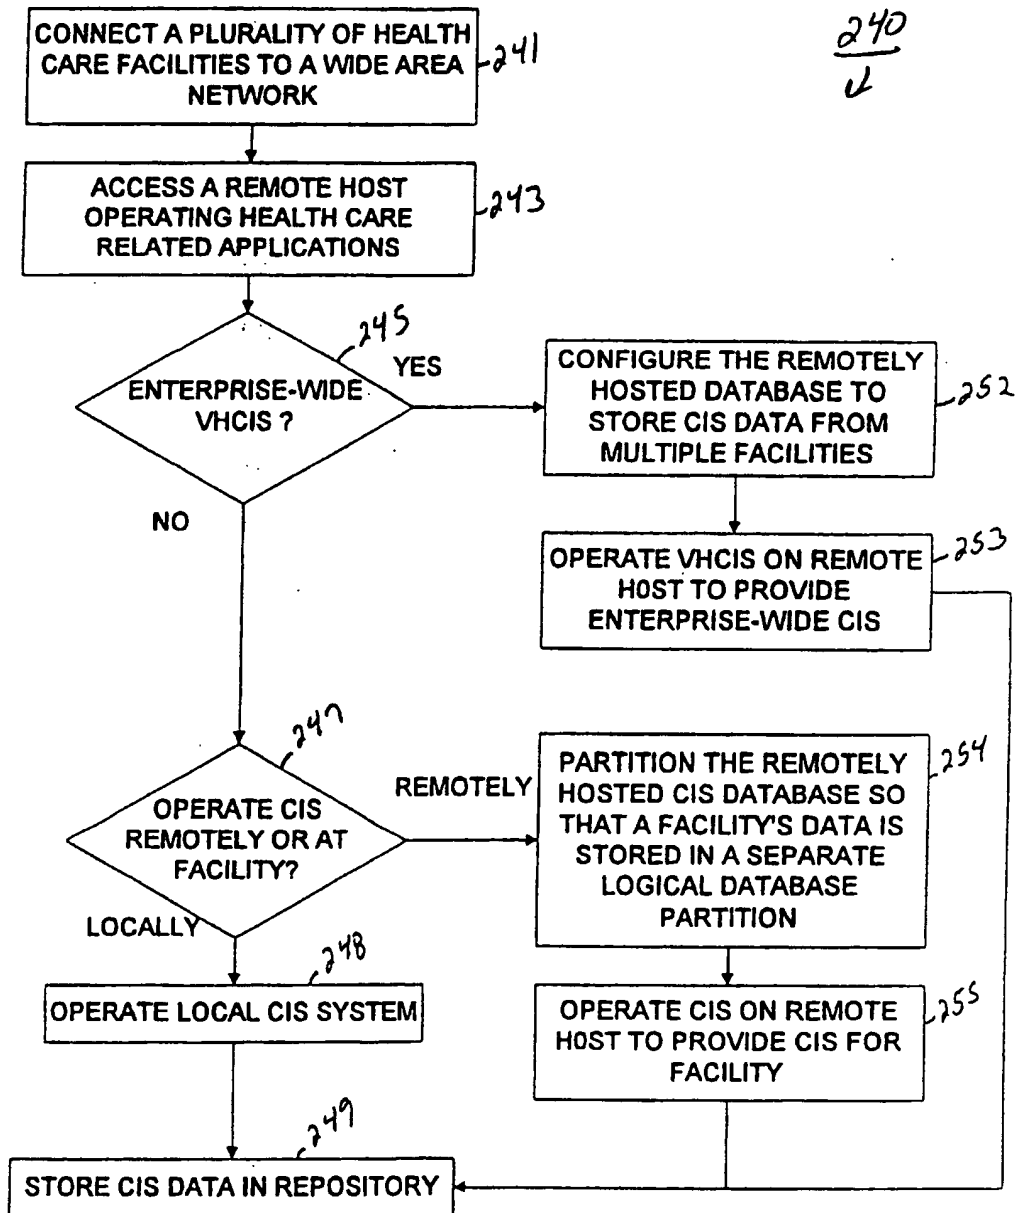 CONNECT A PLURALITY OF HEALTH
CARE FACILITIES TO A WIDE AREA
NETWORK
241
240
ACCESS A REMOTE HOST
OPERATING HEALTH CARE
RELATED APPLICATIONS
243
245
ENTERPRISE-WIDE
VHCIS ?
YES
NO
CONFIGURE THE REMOTELY
HOSTED DATABASE TO
STORE CIS DATA FROM
MULTIPLE FACILITIES
252
OPERATE VHCIS ON REMOTE
HOST TO PROVIDE
ENTERPRISE-WIDE CIS
253
247
OPERATE CIS
REMOTELY OR AT
FACILITY?
REMOTELY
LOCALLY
PARTITION THE REMOTELY
HOSTED CIS DATABASE SO
THAT A FACILITY'S DATA IS
STORED IN A SEPARATE
LOGICAL DATABASE
PARTITION
254
248
OPERATE LOCAL CIS SYSTEM
OPERATE CIS ON REMOTE
HOST TO PROVIDE CIS FOR
FACILITY
255
249
STORE CIS DATA IN REPOSITORY